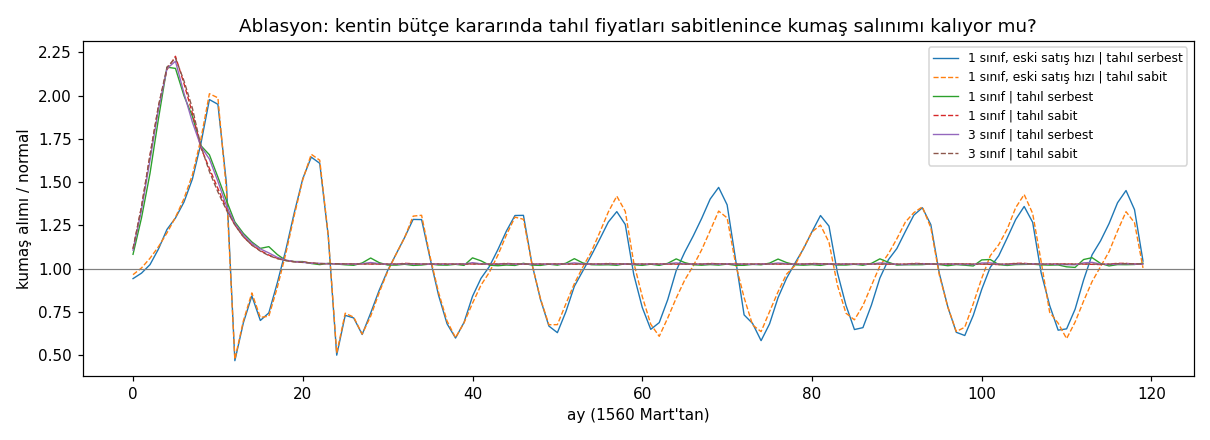 Ablasyon: kentin bütçe kararında tahıl fiyatları sabitlenince kumaş salınımı kalıyor mu?
kumaş alımı / normal
2.25
2.00
1.75
1.50
1.25
1.00
0.75
0.50
1 sınıf, eski satış hızı | tahıl serbest
1 sınıf, eski satış hızı | tahıl sabit
1 sınıf | tahıl serbest
1 sınıf | tahıl sabit
3 sınıf | tahıl serbest
3 sınıf | tahıl sabit
0 20 40 60 80 100 120
ay (1560 Mart'tan)